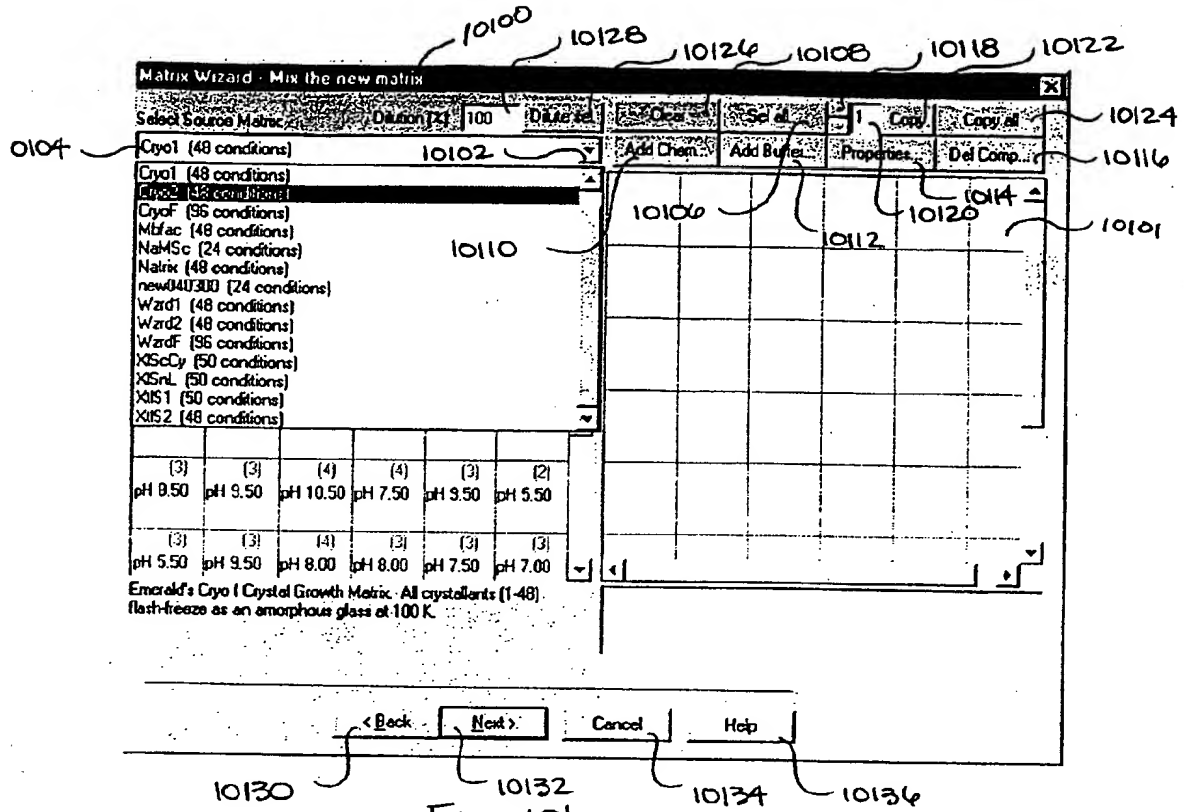 10100
10128
10126
10108
10118
10122
Matrix Wizard - Mix the new matrix
Select Source Matrix
Dilution [%]
100
Dilute sel
Clear
Sel all
1
Copy
Copy all
10124
0104
Cryo1 (48 conditions)
10102
Add Chem...
Add Buffer...
Properties...
Del Comp...
10116
Cryo1 (48 conditions)
Cryo2 (48 conditions)
CryoF (96 conditions)
Mbfac (48 conditions)
NaMSc (24 conditions)
Natrix (48 conditions)
new040300 (24 conditions)
Wzrd1 (48 conditions)
Wzrd2 (48 conditions)
WzrdF (96 conditions)
XlScCy (50 conditions)
XlSnL (50 conditions)
XtlS1 (50 conditions)
XtlS2 (48 conditions)
10110
10106
10112
10120
10114
10101
(3) (3) (4) (4) (3) (2)
pH 9.50 pH 9.50 pH 10.50 pH 7.50 pH 9.50 pH 5.50
(3) (3) (4) (3) (3) (3)
pH 5.50 pH 9.50 pH 8.00 pH 8.00 pH 7.50 pH 7.00
Emerald's Cryo I Crystal Growth Matrix. All crystallants (1-48)
flash-freeze as an amorphous glass at 100 K.
< Back
Next >
Cancel
Help
10130
10132
10134
10136